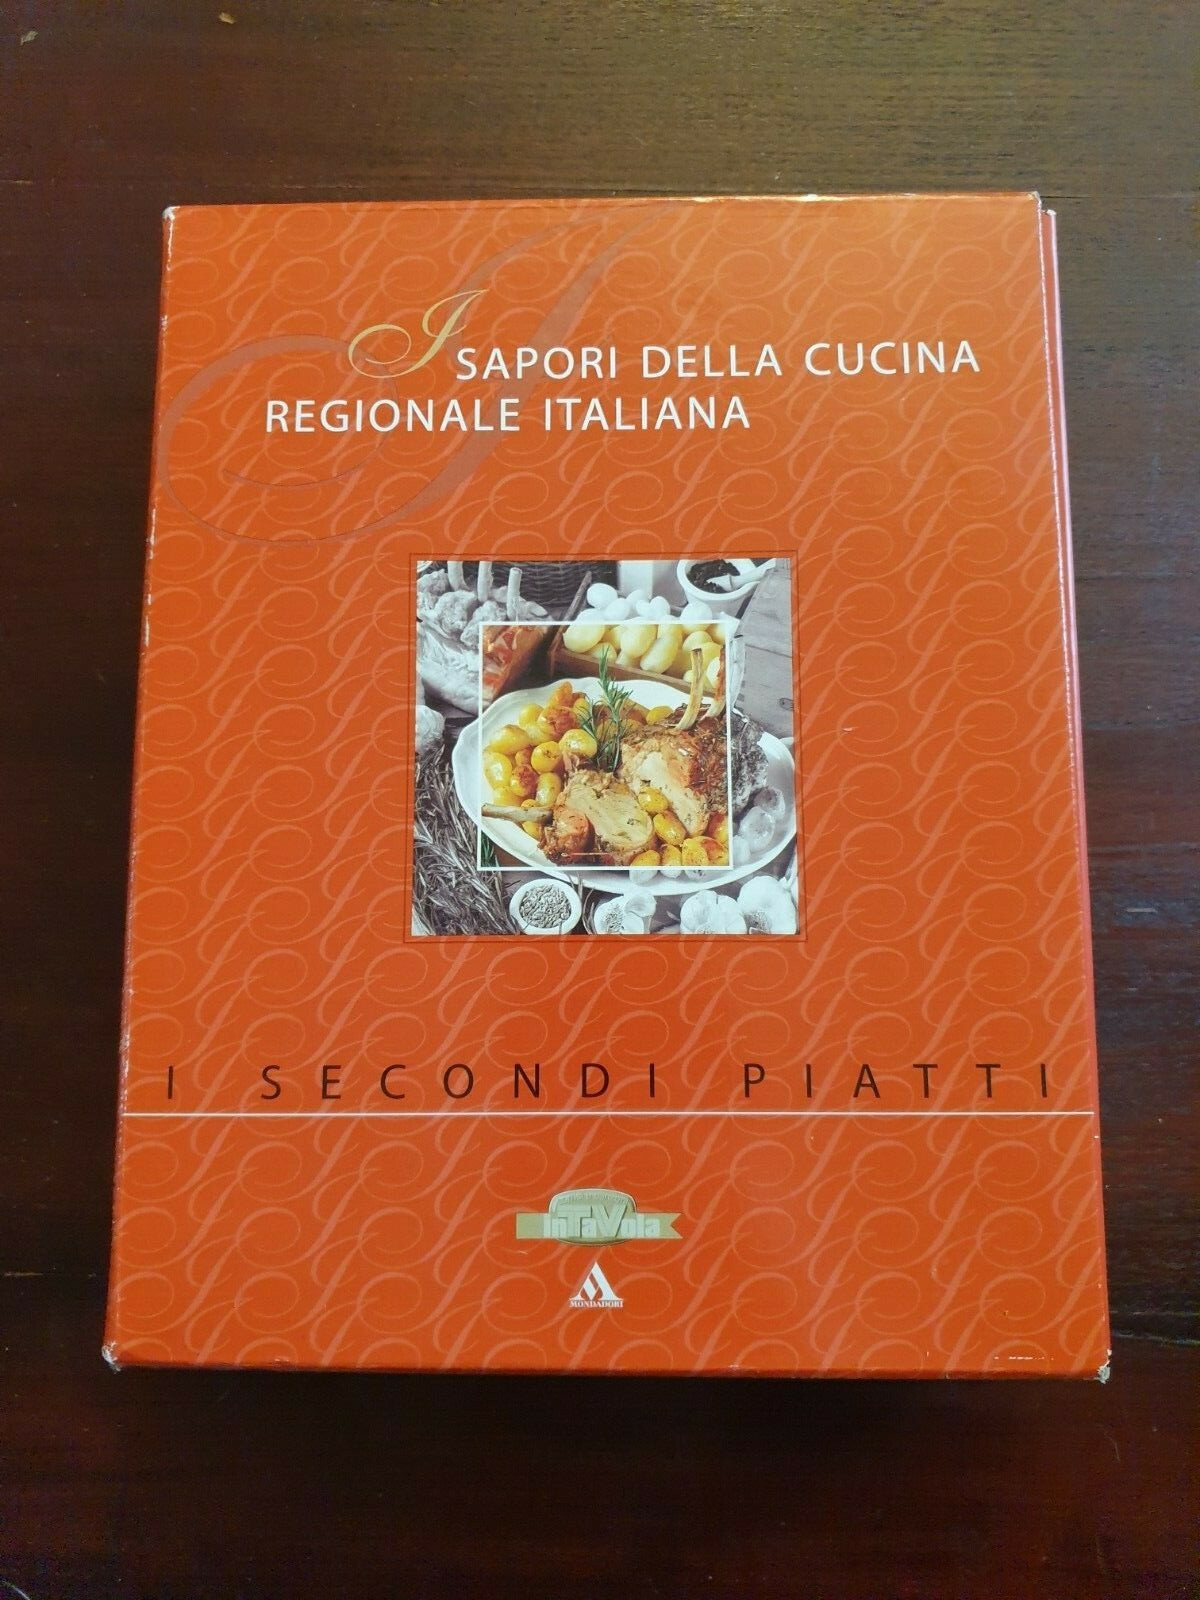 I SAPORI DELLA CUCINA
REGIONALE ITALIANA
I SECONDI PIATTI
InTaVola
MONDADORI